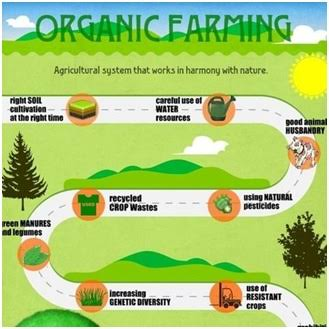 ORGANIC FARMING
Agricultural system that works in harmony with nature.
right SOIL
cultivation
at the right time
careful use of
WATER
resources
good animal
HUSBANDRY
using NATURAL
pesticides
USED
recycled
CROP Wastes
reen MANURES
nd legumes
increasing
GENETIC DIVERSITY
use of
RESISTANT
crops